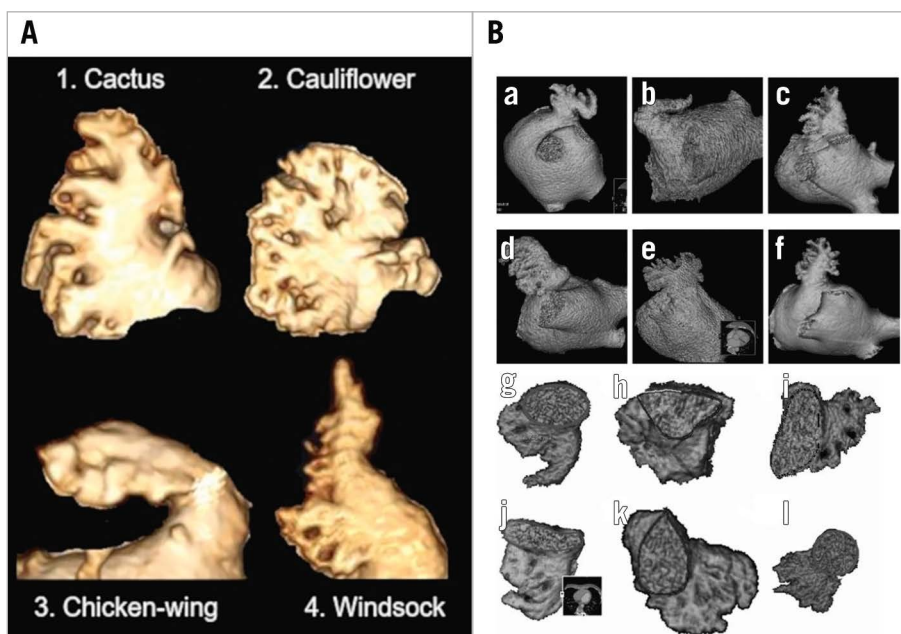 A
1. Cactus
2. Cauliflower
3. Chicken-wing
4. Windsock
B
a
b
c
d
e
f
g
h
i
j
k
l